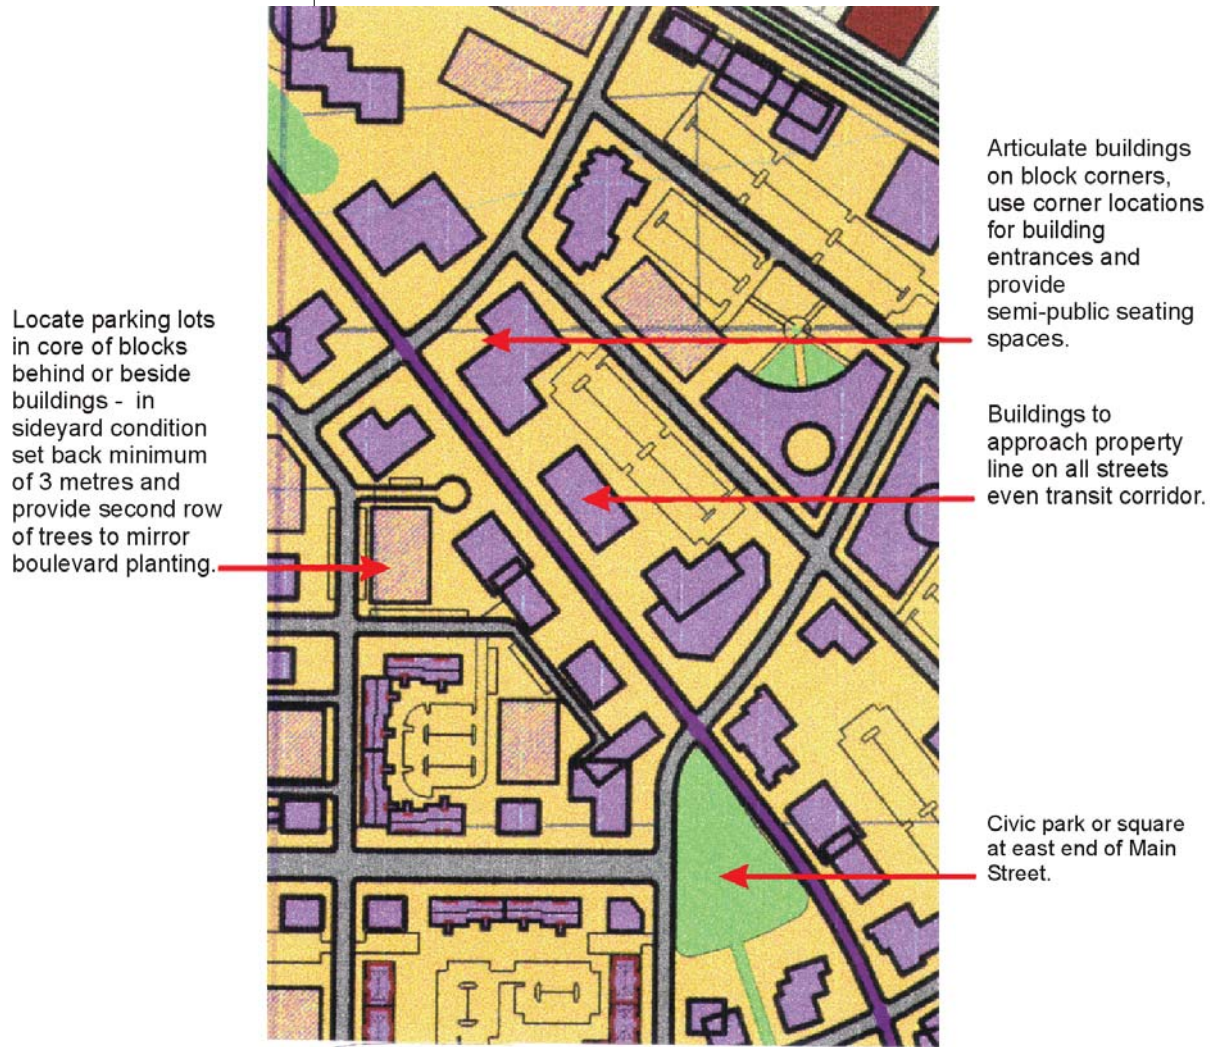 Locate parking lots
in core of blocks
behind or beside
buildings - in
sideyard condition
set back minimum
of 3 metres and
provide second row
of trees to mirror
boulevard planting.
Articulate buildings
on block corners,
use corner locations
for building
entrances and
provide
semi-public seating
spaces.
Buildings to
approach property
line on all streets
even transit corridor.
Civic park or square
at east end of Main
Street.